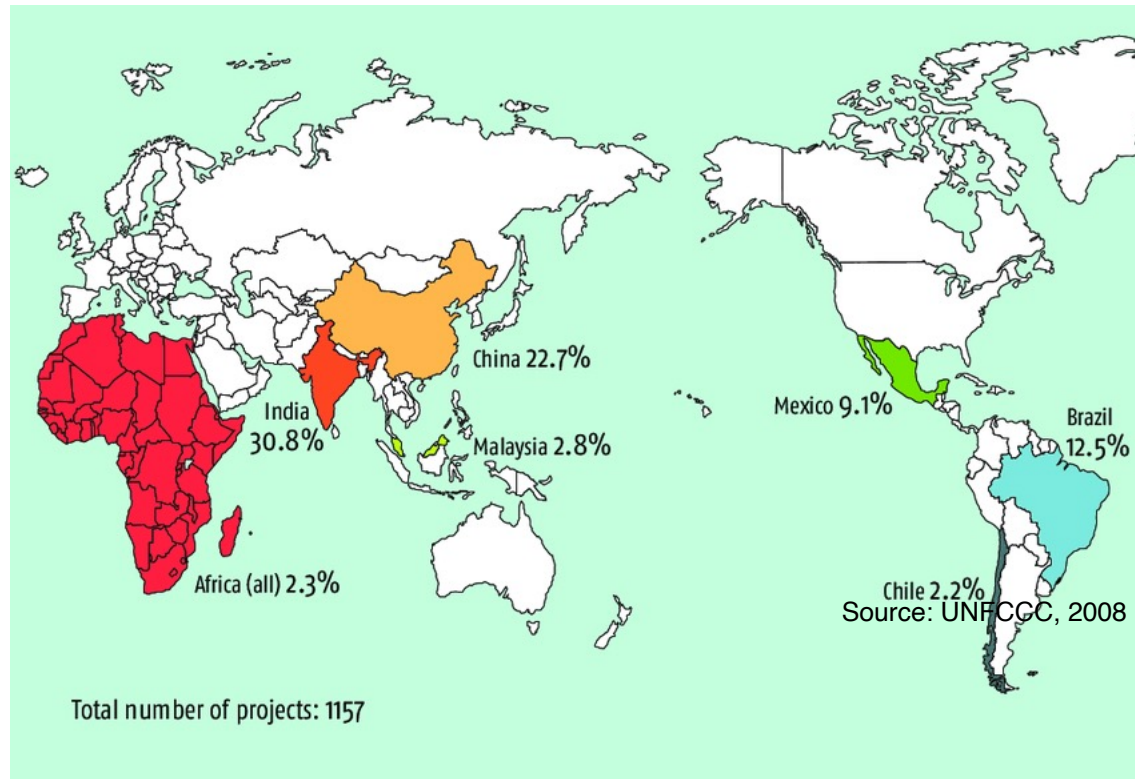 China 22.7%
India
30.8%
Malaysia 2.8%
Mexico 9.1%
Brazil
12.5%
Africa (all) 2.3%
Chile 2.2%
Source: UNFCCC, 2008
Total number of projects: 1157